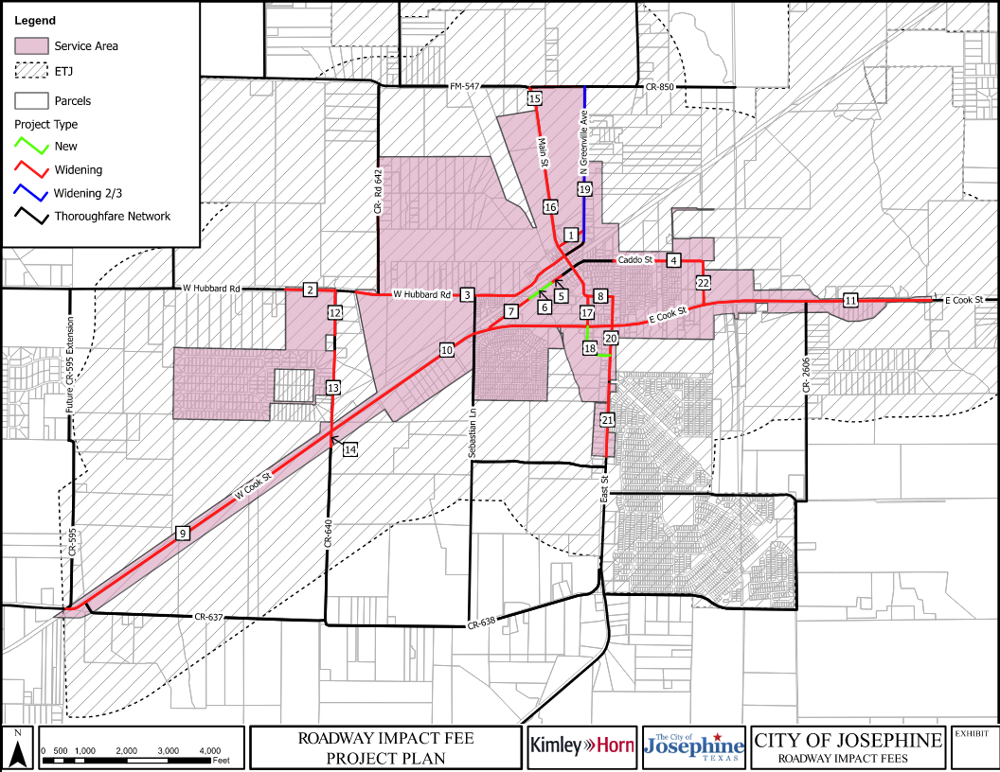 Legend
Service Area
ETJ
Parcels
Project Type
New
Widening
Widening 2/3
Thoroughfare Network
FM-547
CR-850
15
Main St
N Greenville Ave
CR- Rd 642
19
16
1
Caddo St
4
22
W Hubbard Rd
2
W Hubbard Rd
3
5
8
6
7
17
12
11
E Cook St
E Cook St
20
10
18
Future CR-595 Extension
13
CR- 2606
21
Sebastian Ln
14
W Cook St
East St
9
CR-595
CR-640
CR-637
CR-638
N
0 500 1,000 2,000 3,000 4,000
Feet
ROADWAY IMPACT FEE
PROJECT PLAN
Kimley»Horn
The City of
Josephine
TEXAS
CITY OF JOSEPHINE
ROADWAY IMPACT FEES
EXHIBIT